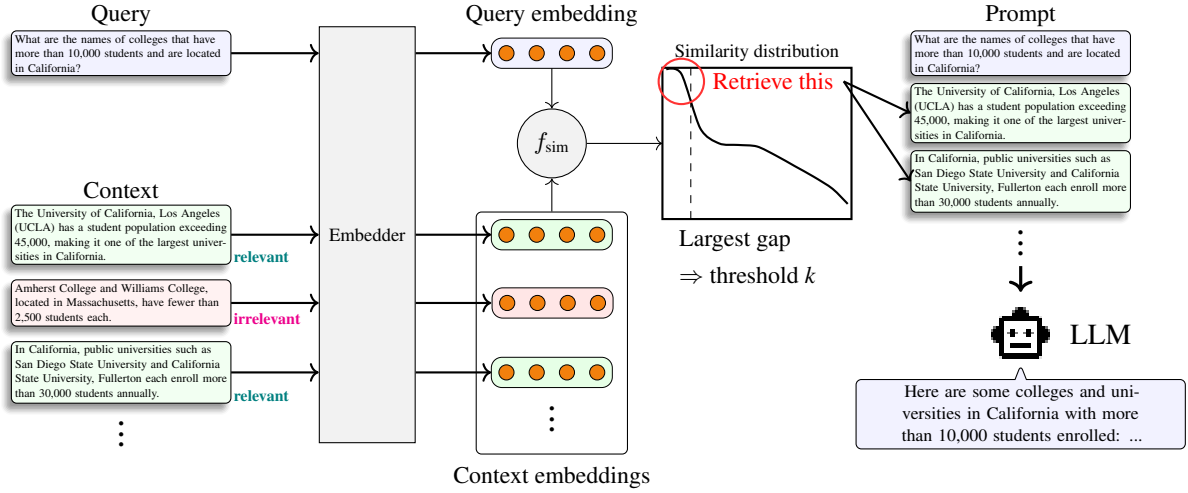 Query
What are the names of colleges that have
more than 10,000 students and are located
in California?
Context
The University of California, Los Angeles
(UCLA) has a student population exceeding
45,000, making it one of the largest univer-
sities in California.
relevant
Amherst College and Williams College,
located in Massachusetts, have fewer than
2,500 students each.
irrelevant
In California, public universities such as
San Diego State University and California
State University, Fullerton each enroll more
than 30,000 students annually.
relevant
Embedder
Query embedding
f_sim
Context embeddings
Similarity distribution
Retrieve this
Largest gap
⇒ threshold k
Prompt
What are the names of colleges that have
more than 10,000 students and are located
in California?
The University of California, Los Angeles
(UCLA) has a student population exceeding
45,000, making it one of the largest univer-
sities in California.
In California, public universities such as
San Diego State University and California
State University, Fullerton each enroll more
than 30,000 students annually.
LLM
Here are some colleges and uni-
versities in California with more
than 10,000 students enrolled: ...